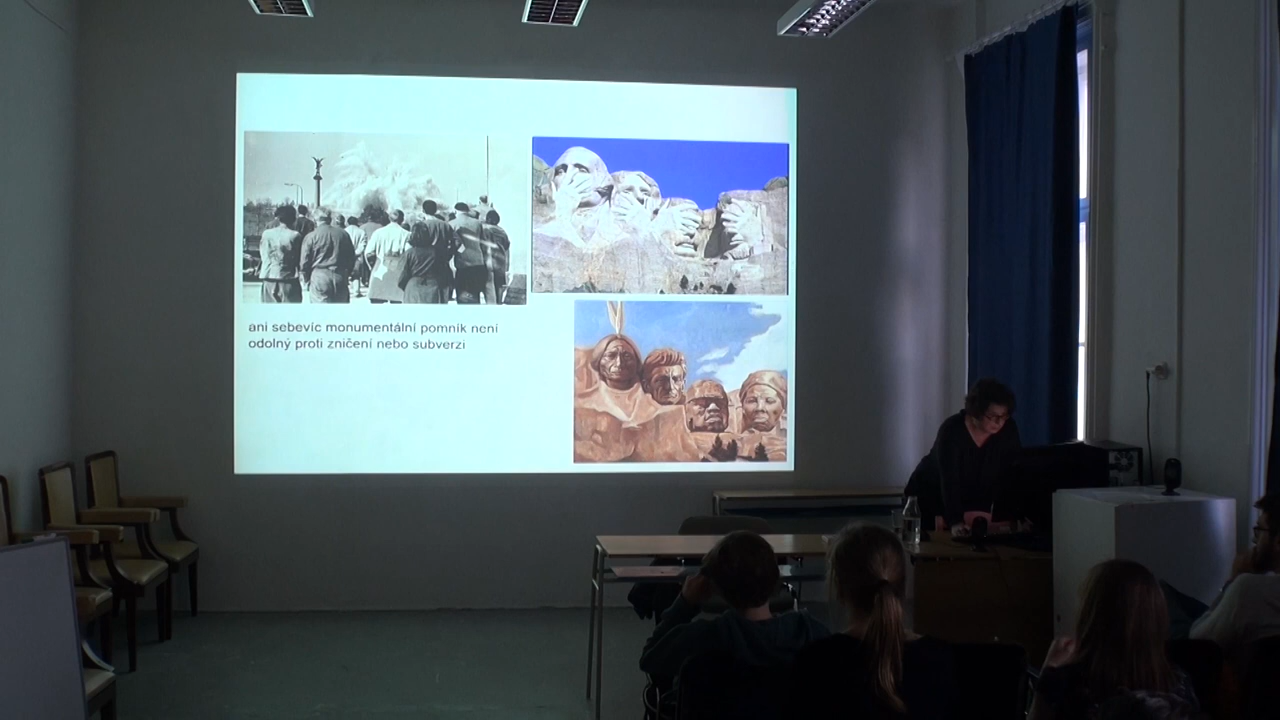 ani sebevíc monumentální pomník není
odolný proti zničení nebo subverzi